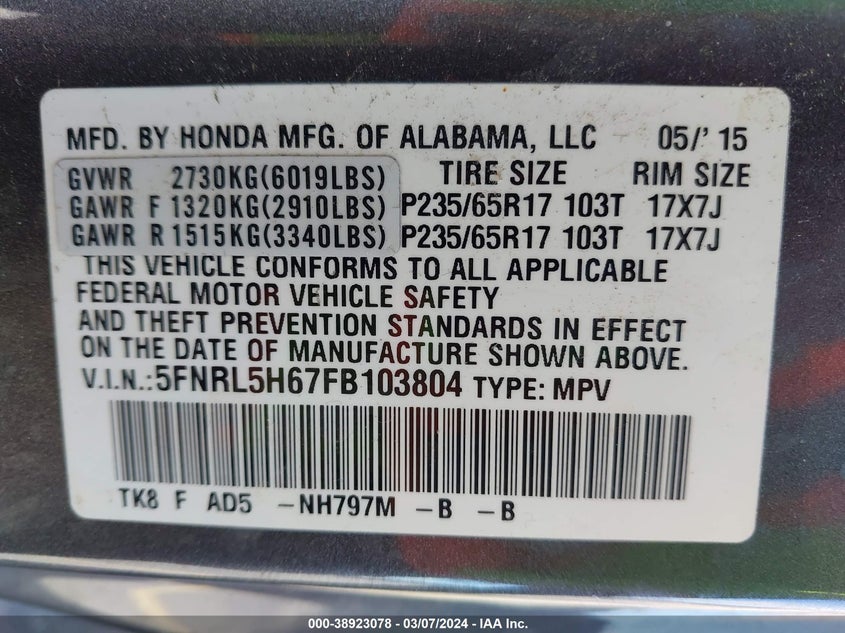 MFD. BY HONDA MFG. OF ALABAMA, LLC 05/' 15
GVWR 2730KG(6019LBS) TIRE SIZE RIM SIZE
GAWR F 1320KG(2910LBS) P235/65R17 103T 17X7J
GAWR R 1515KG(3340LBS) P235/65R17 103T 17X7J
THIS VEHICLE CONFORMS TO ALL APPLICABLE
FEDERAL MOTOR VEHICLE SAFETY
AND THEFT PREVENTION STANDARDS IN EFFECT
ON THE DATE OF MANUFACTURE SHOWN ABOVE.
V.I.N.:5FNRL5H67FB103804 TYPE: MPV
TK8 F AD5 -NH797M -B -B
000-38923078 - 03/07/2024 - IAA Inc.